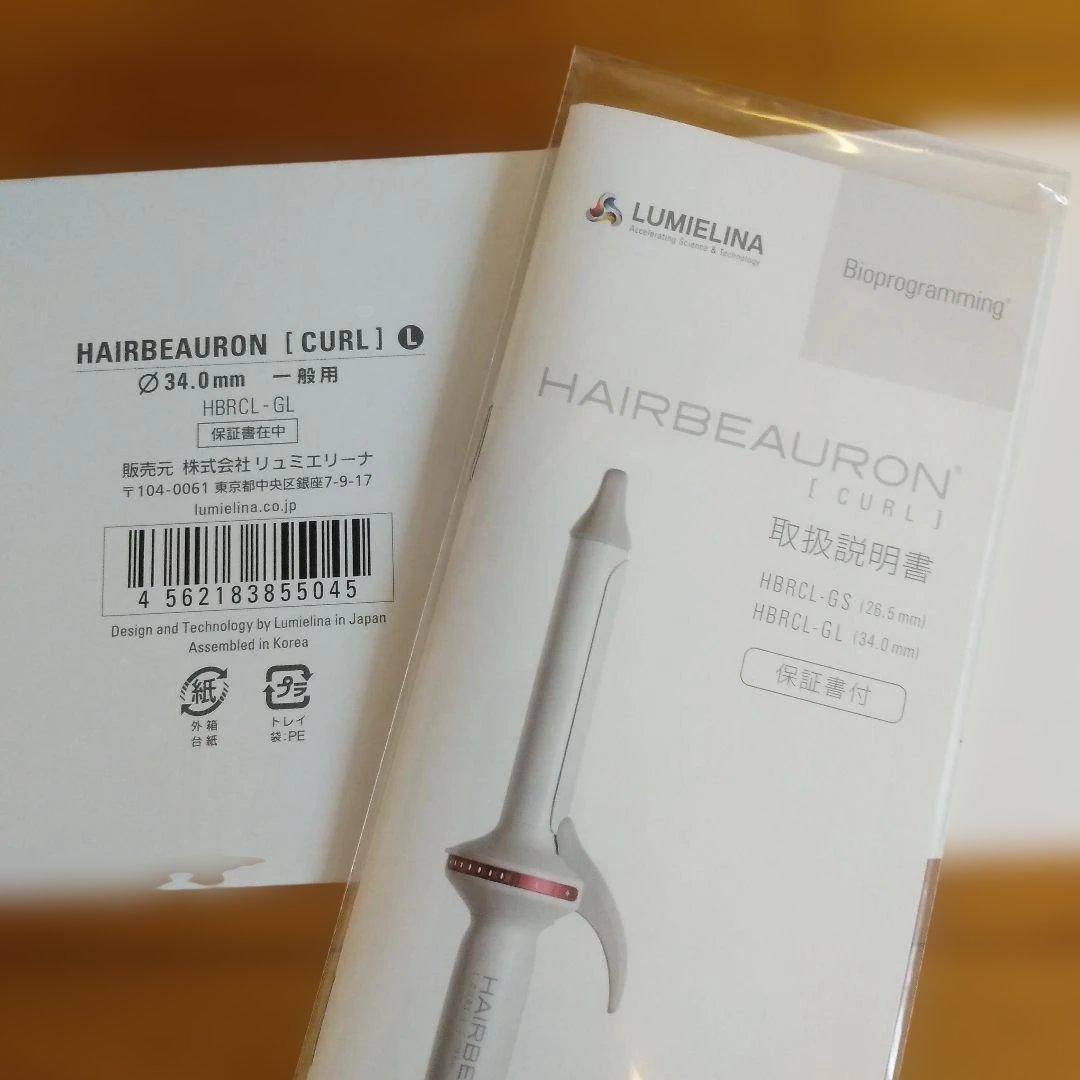 HAIRBEAURON [ CURL ] L
⌀34.0mm 一般用
HBRCL-GL
保証書在中
販売元 株式会社リュミエリーナ
〒104-0061 東京都中央区銀座7-9-17
lumielina.co.jp
4 562183855045
Design and Technology by Lumielina in Japan
Assembled in Korea
紙
外箱
台紙
プラ
トレイ
袋:PE
LUMIELINA
Accelerating Science & Technology
Bioprogramming®
HAIRBEAURON®
[ CURL ]
取扱説明書
HBRCL-GS (26.5mm)
HBRCL-GL (34.0mm)
保証書付
HAIRBE